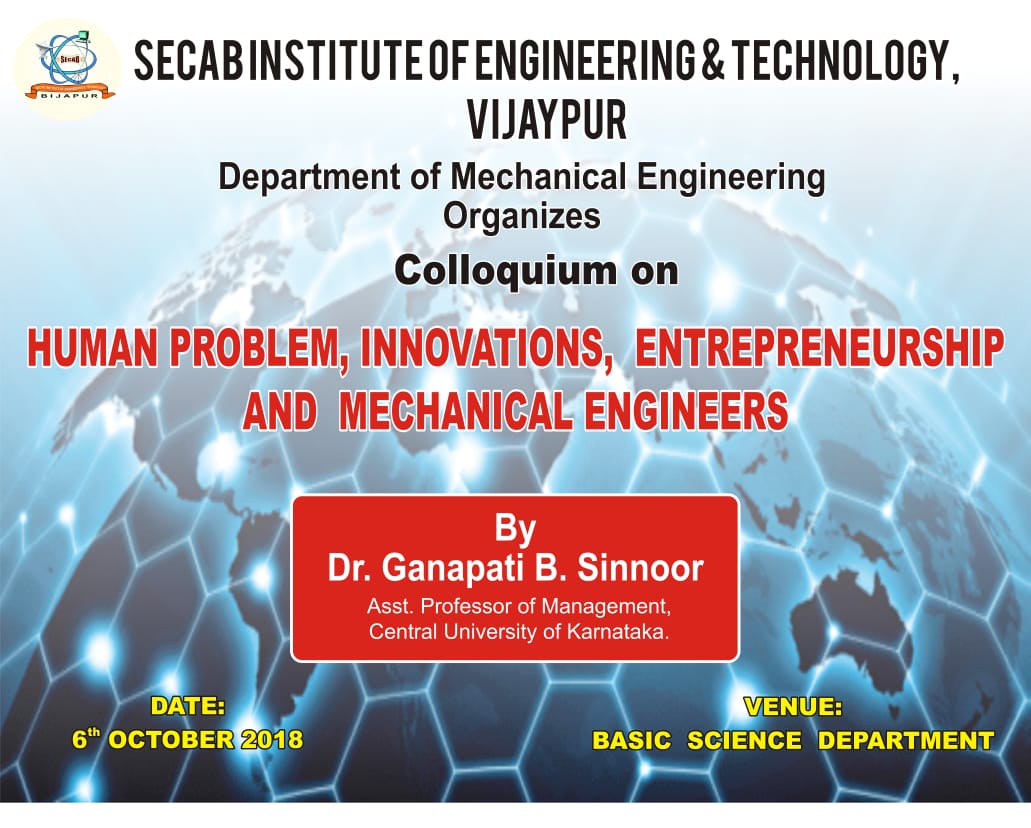 SECAB
BIJAPUR
SECAB INSTITUTE OF ENGINEERING & TECHNOLOGY,
VIJAYPUR
Department of Mechanical Engineering
Organizes
Colloquium on
HUMAN PROBLEM, INNOVATIONS, ENTREPRENEURSHIP
AND MECHANICAL ENGINEERS
By
Dr. Ganapati B. Sinnoor
Asst. Professor of Management,
Central University of Karnataka.
DATE:
6th OCTOBER 2018
VENUE:
BASIC SCIENCE DEPARTMENT